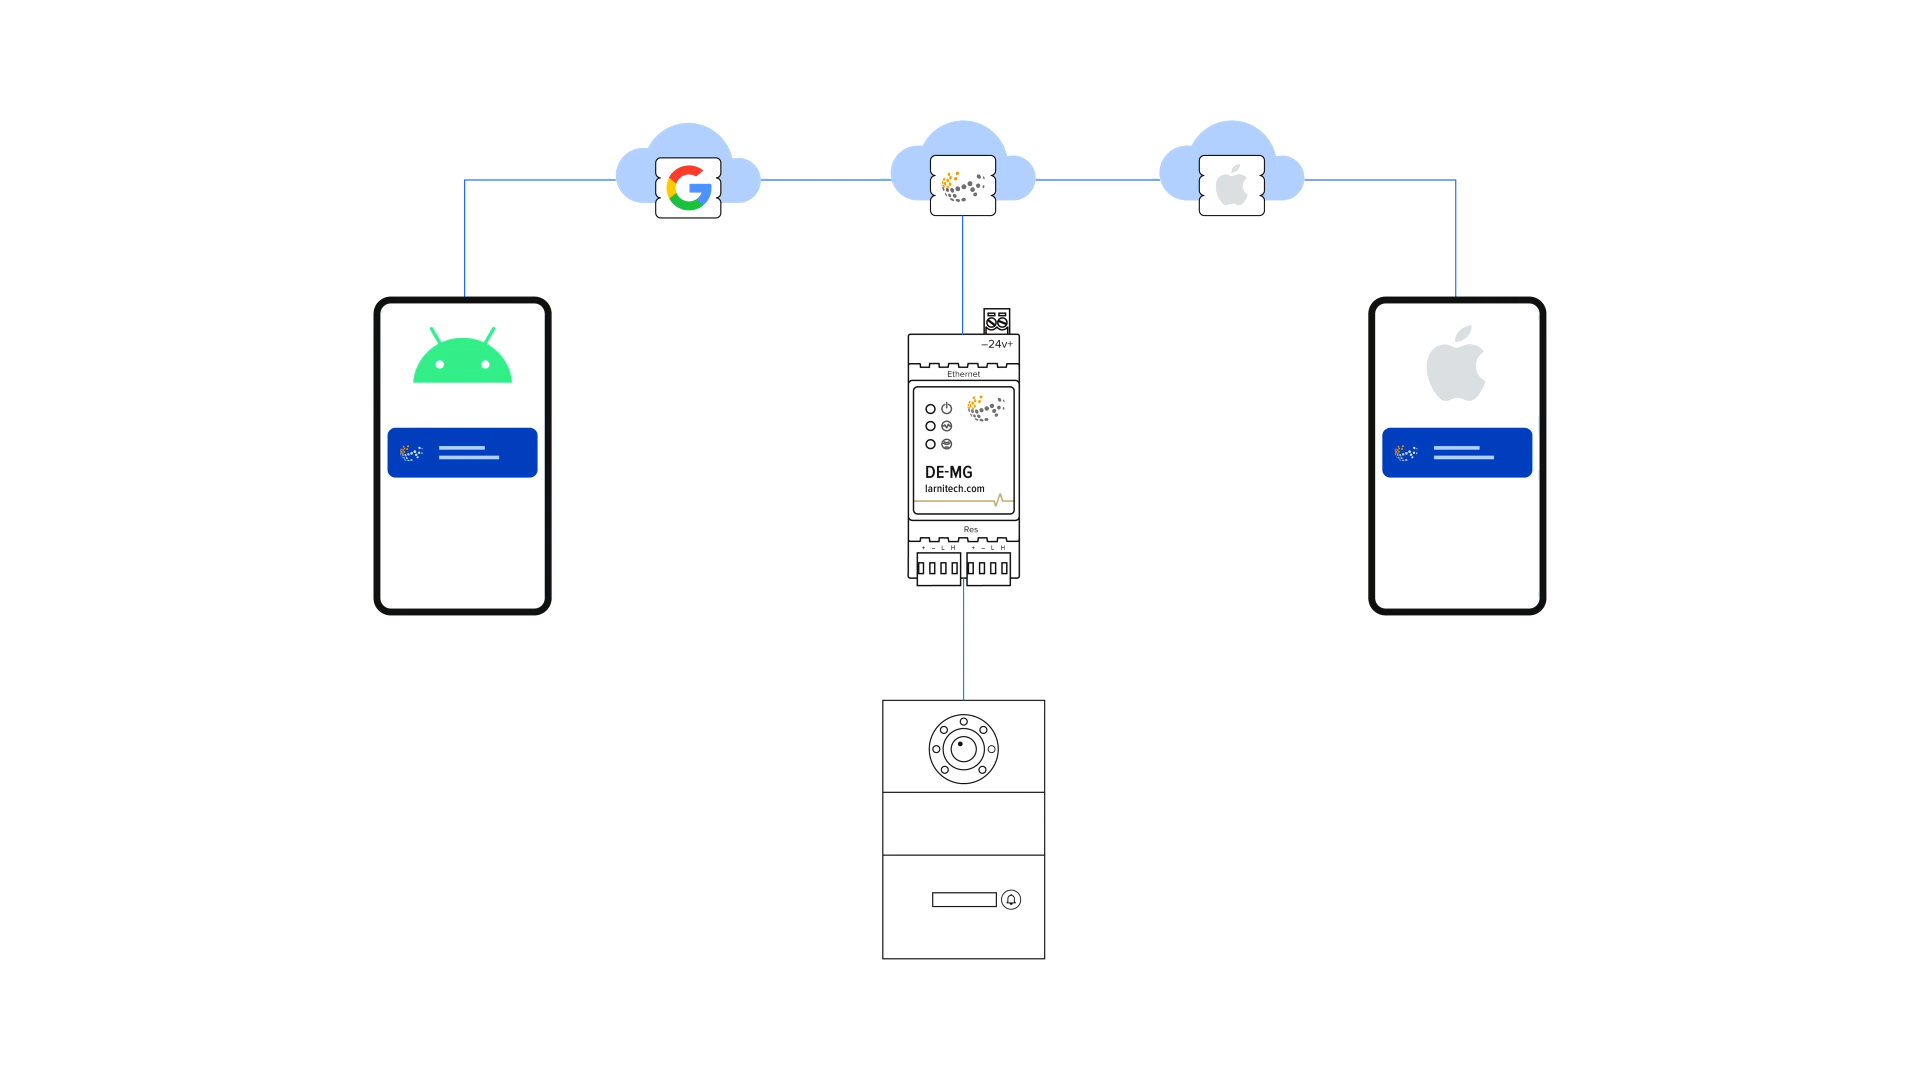 –24v+
Ethernet
DE-MG
larnitech.com
Res
+ – L H + – L H